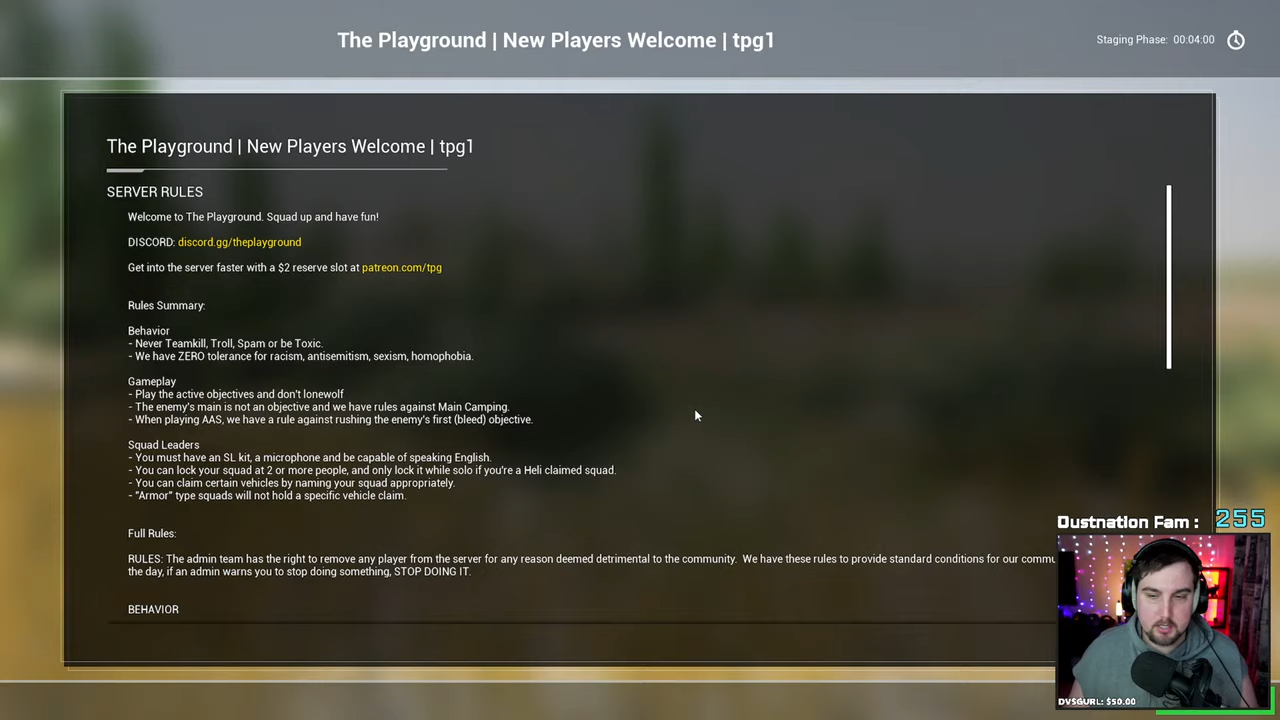 The Playground | New Players Welcome | tpg1
Staging Phase: 00:04:00
The Playground | New Players Welcome | tpg1
SERVER RULES
Welcome to The Playground. Squad up and have fun!
DISCORD: discord.gg/theplayground
Get into the server faster with a $2 reserve slot at patreon.com/tpg
Rules Summary:
Behavior
- Never Teamkill, Troll, Spam or be Toxic.
- We have ZERO tolerance for racism, antisemitism, sexism, homophobia.
Gameplay
- Play the active objectives and don't lonewolf
- The enemy's main is not an objective and we have rules against Main Camping.
- When playing AAS, we have a rule against rushing the enemy's first (bleed) objective.
Squad Leaders
- You must have an SL kit, a microphone and be capable of speaking English.
- You can lock your squad at 2 or more people, and only lock it while solo if you're a Heli claimed squad.
- You can claim certain vehicles by naming your squad appropriately.
- "Armor" type squads will not hold a specific vehicle claim.
Full Rules:
RULES: The admin team has the right to remove any player from the server for any reason deemed detrimental to the community. We have these rules to provide standard conditions for our commu
the day, if an admin warns you to stop doing something, STOP DOING IT.
BEHAVIOR
Dustnation Fam : 255
DVSGURL: $50.00